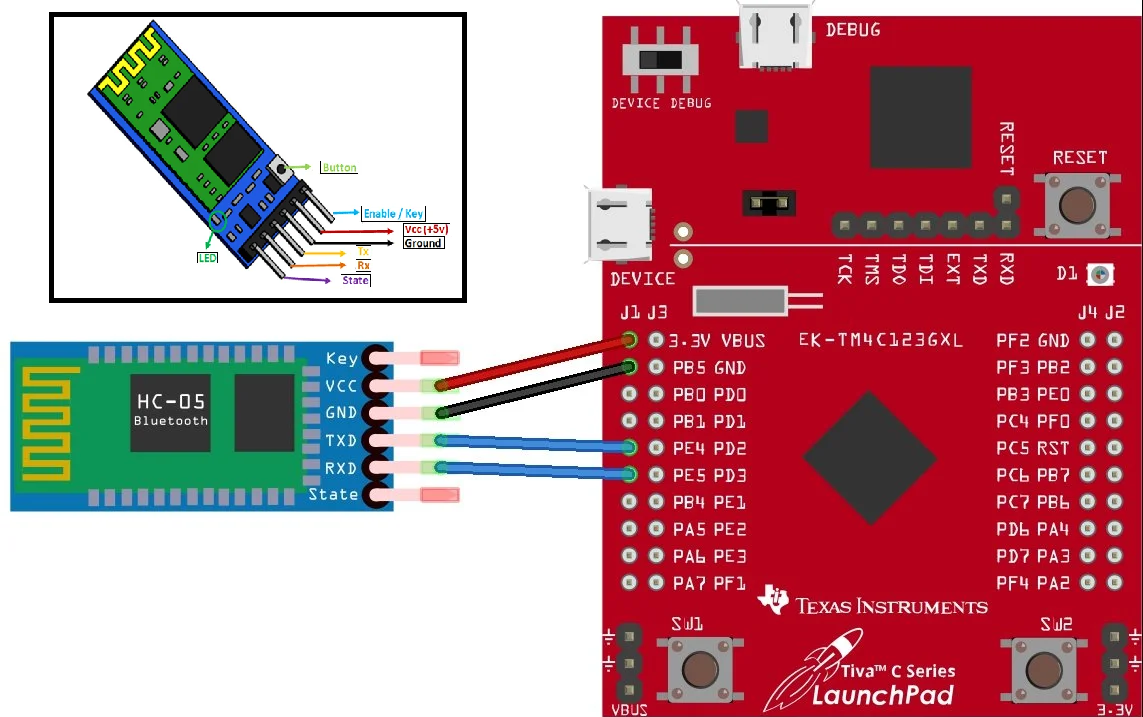 Button
Enable / Key
Vcc (+5v)
Ground
Tx
Rx
State
LED
Key
VCC
GND
TXD
RXD
State
HC-05
Bluetooth
DEBUG
DEVICE DEBUG
RESET
RESET
DEVICE
TCK
TMS
TDO
TDI
EXT
TXD
RXD
D1
J1 J3
J4 J2
3.3V VBUS
EK-TM4C123GXL
PF2 GND
PB5 GND
PF3 PB2
PB0 PD0
PB3 PE0
PB1 PD1
PC4 PF0
PE4 PD2
PC5 RST
PE5 PD3
PC6 PB7
PB4 PE1
PC7 PB6
PA5 PE2
PD6 PA4
PA6 PE3
PD7 PA3
PA7 PF1
PF4 PA2
TEXAS INSTRUMENTS
SW1
SW2
Tiva™ C Series
LaunchPad
VBUS
3.3V